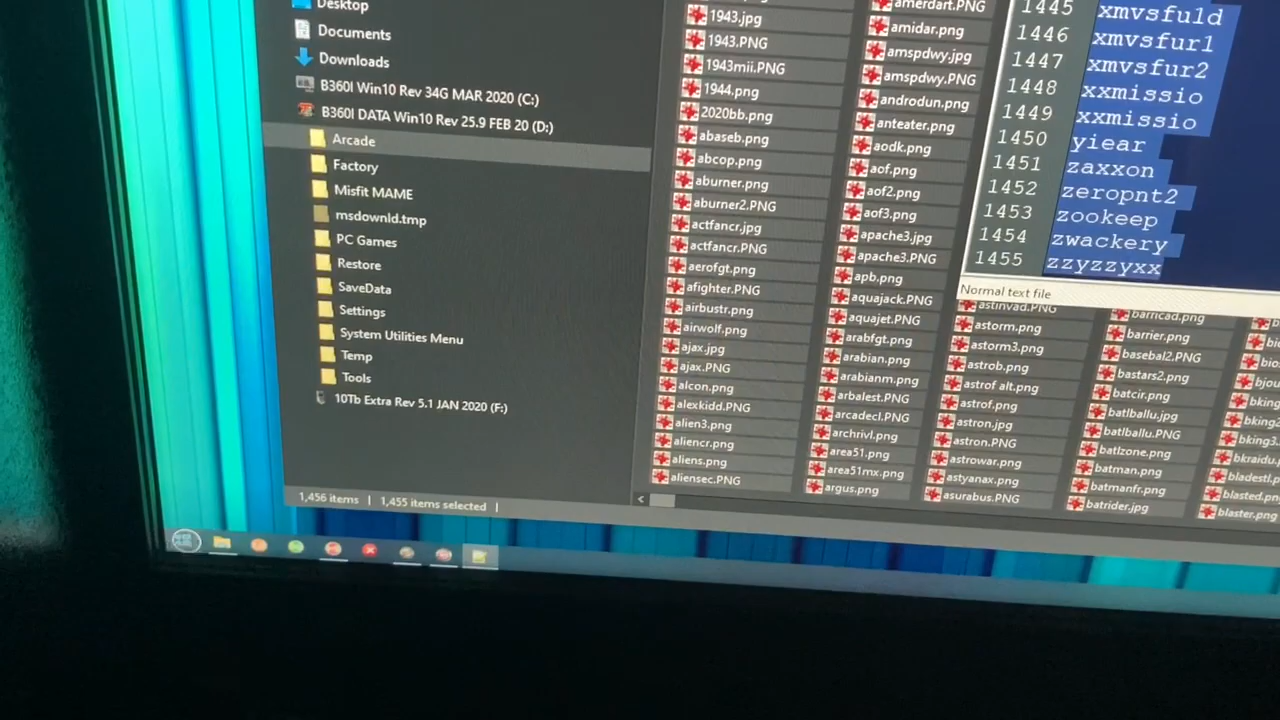 Desktop
Documents
Downloads
B360I Win10 Rev 34G MAR 2020 (C:)
B360I DATA Win10 Rev 25.9 FEB 20 (D:)
Arcade
Factory
Misfit MAME
msdownld.tmp
PC Games
Restore
SaveData
Settings
System Utilities Menu
Temp
Tools
10Tb Extra Rev 5.1 JAN 2020 (F:)
1,456 items
1,455 items selected
1943.jpg
1943.PNG
1943mii.PNG
1944.png
2020bb.png
abaseb.png
abcop.png
aburner.png
aburner2.PNG
actfancr.jpg
actfancr.PNG
aerofgt.png
afighter.PNG
airbustr.png
airwolf.png
ajax.jpg
ajax.PNG
alcon.png
alexkidd.PNG
alien3.png
aliencr.png
aliens.png
aliensec.PNG
amerdart.PNG
amidar.png
amspdwy.jpg
amspdwy.PNG
androdun.png
anteater.png
aodk.png
aof.png
aof2.png
aof3.png
apache3.jpg
apache3.PNG
apb.png
aquajack.PNG
aquajet.PNG
arabfgt.png
arabian.png
arabianm.png
arbalest.PNG
arcadecl.PNG
archrivl.png
area51.png
area51mx.png
argus.png
astinvad.PNG
astorm.png
astorm3.png
astrob.png
astrof alt.png
astrof.png
astron.jpg
astron.PNG
astrowar.png
astyanax.png
asurabus.PNG
barricad.png
barrier.png
basebal2.PNG
bastars2.png
batcir.png
batlballu.jpg
batlballu.PNG
batlzone.png
batman.png
batmanfr.png
batrider.jpg
1445 xmvsfu1d
1446 xmvsfur1
1447 xmvsfur2
1448 xxmissio
1449 xxmissio
1450 yiear
1451 zaxxon
1452 zeropnt2
1453 zookeep
1454 zwackery
1455 zzyzzyxx
Normal text file
blaster.png